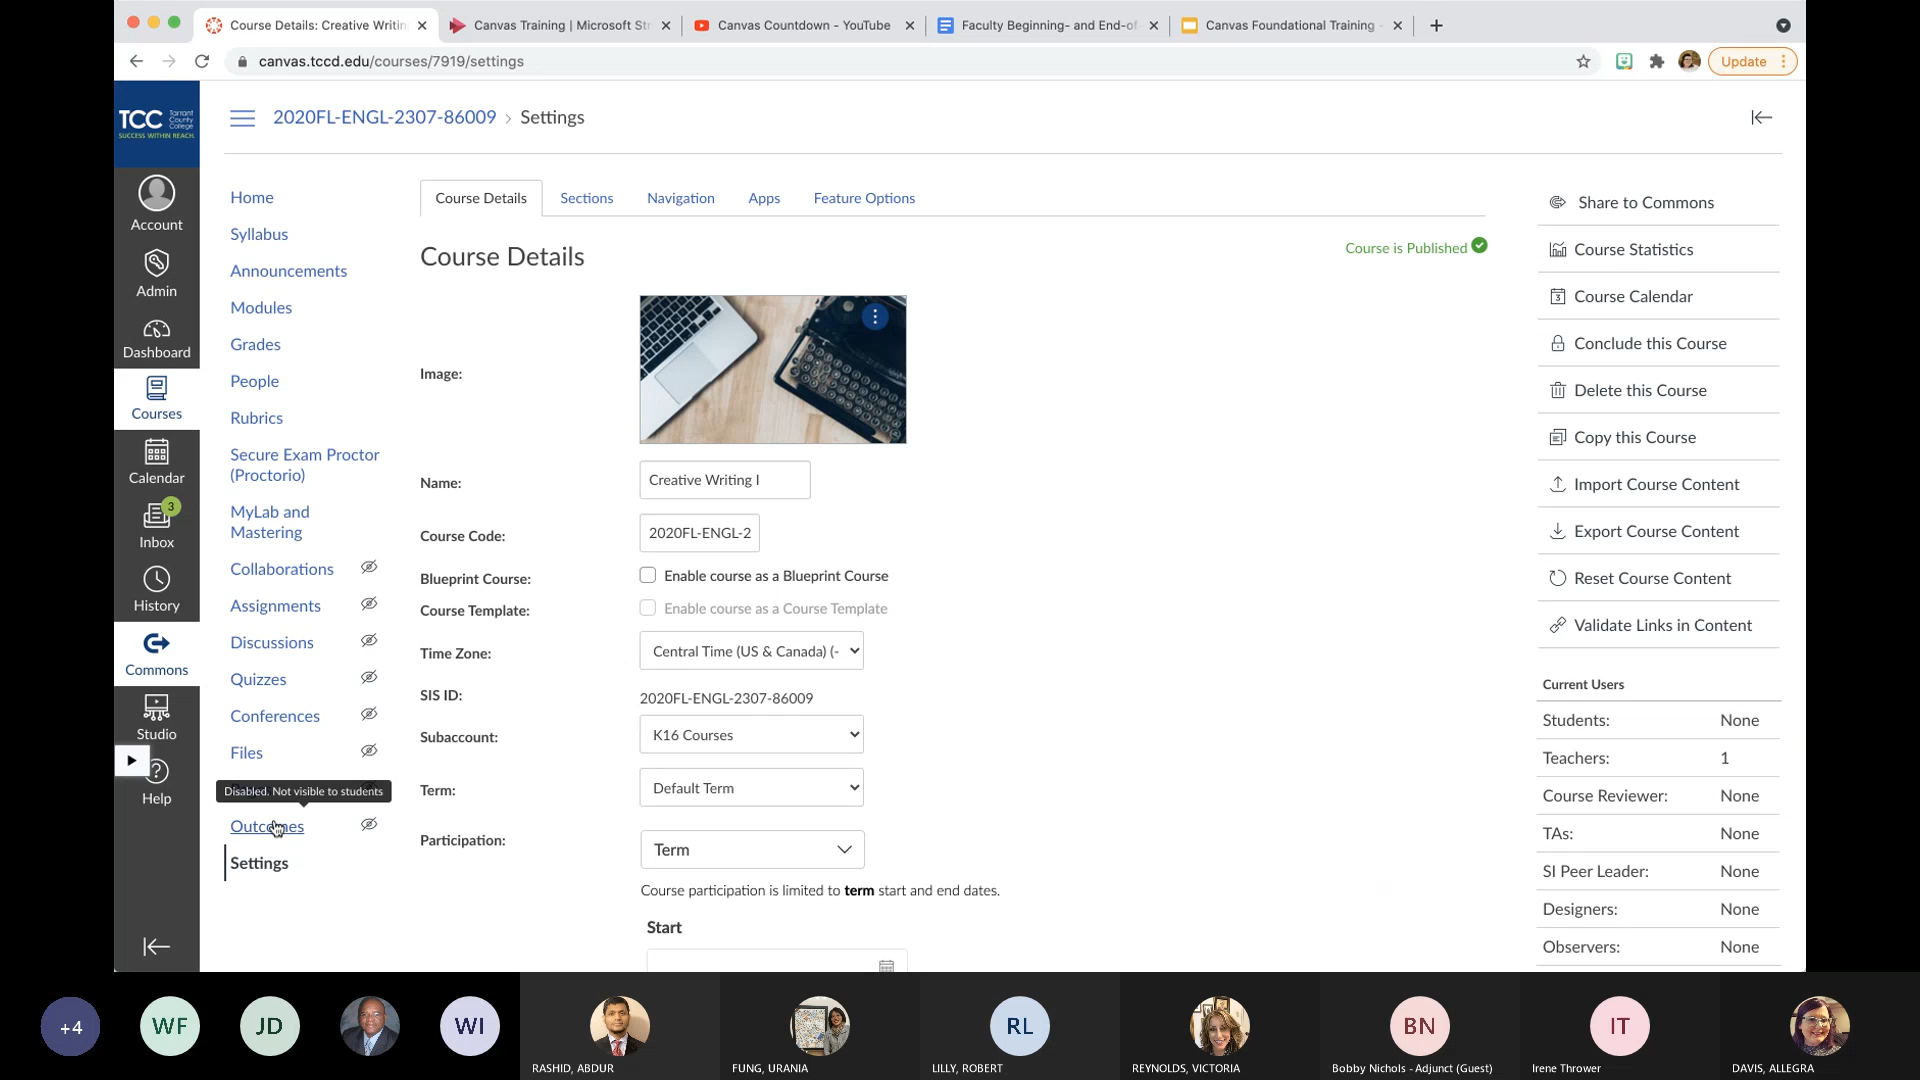 Course Details: Creative Writin
Canvas Training | Microsoft Str
Canvas Countdown - YouTube
Faculty Beginning- and End-of-
Canvas Foundational Training -
canvas.tccd.edu/courses/7919/settings
Update
TCC Tarrant County College
SUCCESS WITHIN REACH.
2020FL-ENGL-2307-86009 > Settings
Account
Admin
Dashboard
Courses
Calendar
3
Inbox
History
Commons
Studio
Help
Home
Syllabus
Announcements
Modules
Grades
People
Rubrics
Secure Exam Proctor
(Proctorio)
MyLab and
Mastering
Collaborations
Assignments
Discussions
Quizzes
Conferences
Files
Disabled. Not visible to students
Outcomes
Settings
Course Details
Sections
Navigation
Apps
Feature Options
Course Details
Course is Published
Image:
Name:
Creative Writing I
Course Code:
2020FL-ENGL-2
Blueprint Course:
Enable course as a Blueprint Course
Course Template:
Enable course as a Course Template
Time Zone:
Central Time (US & Canada) (-
SIS ID:
2020FL-ENGL-2307-86009
Subaccount:
K16 Courses
Term:
Default Term
Participation:
Term
Course participation is limited to term start and end dates.
Start
Share to Commons
Course Statistics
Course Calendar
Conclude this Course
Delete this Course
Copy this Course
Import Course Content
Export Course Content
Reset Course Content
Validate Links in Content
Current Users
Students: None
Teachers: 1
Course Reviewer: None
TAs: None
SI Peer Leader: None
Designers: None
Observers: None
+4
WF
JD
WI
RASHID, ABDUR
FUNG, URANIA
RL
LILLY, ROBERT
REYNOLDS, VICTORIA
BN
Bobby Nichols - Adjunct (Guest)
IT
Irene Thrower
DAVIS, ALLEGRA